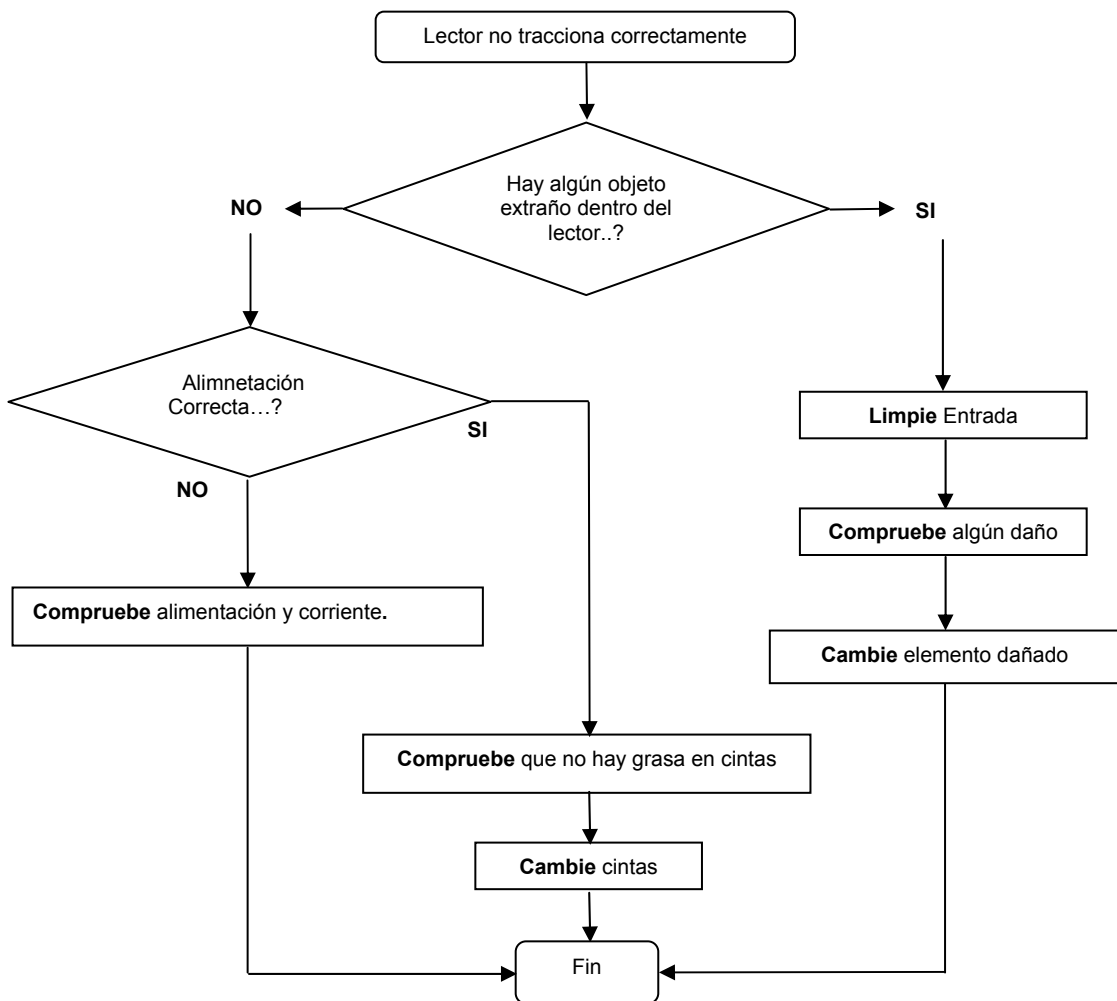 Lector no tracciona correctamente
Hay algún objeto
extraño dentro del
lector..?
NO
SI
Alimnetación
Correcta…?
SI
NO
Limpie Entrada
Compruebe algún daño
Compruebe alimentación y corriente.
Cambie elemento dañado
Compruebe que no hay grasa en cintas
Cambie cintas
Fin